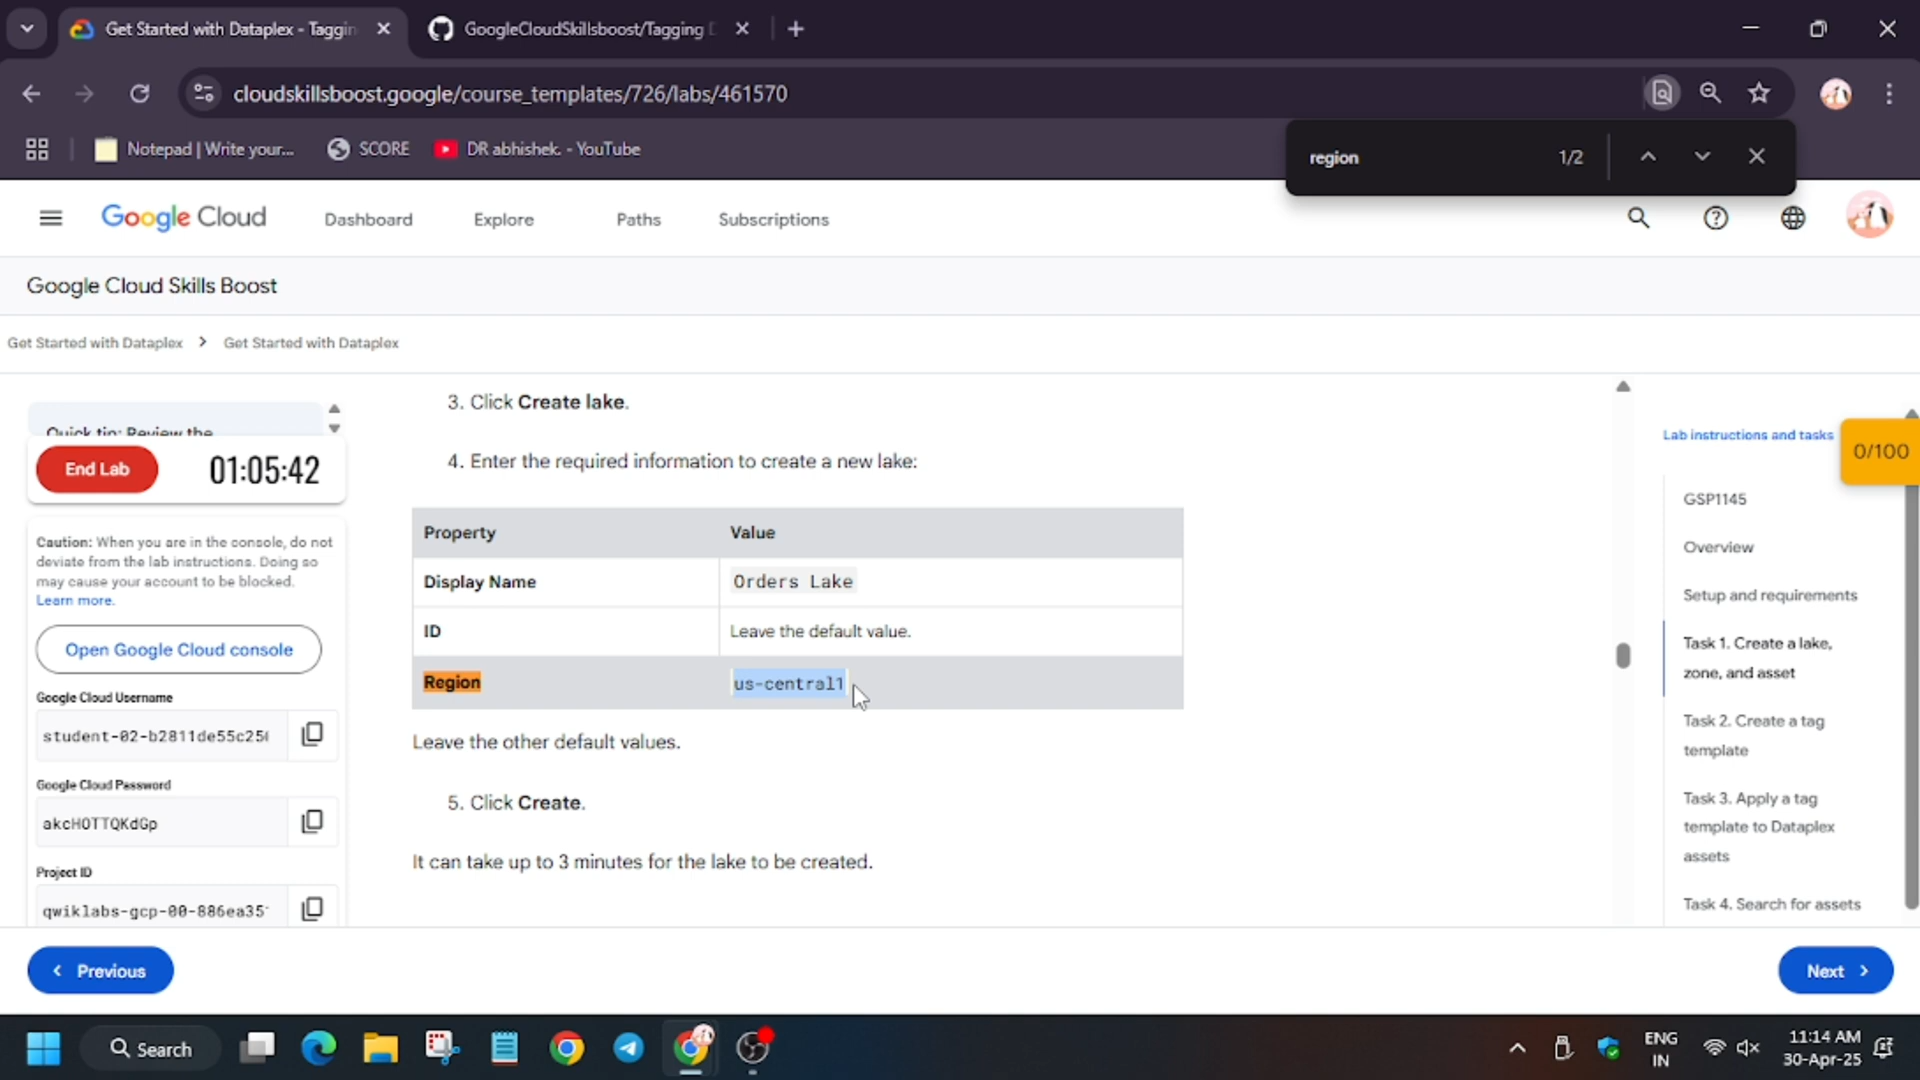 Get Started with Dataplex - Taggin
GoogleCloudSkillsboost/Tagging D
cloudskillsboost.google/course_templates/726/labs/461570
Notepad | Write your...
SCORE
DR abhishek. - YouTube
region
1/2
Google Cloud
Dashboard
Explore
Paths
Subscriptions
Google Cloud Skills Boost
Get Started with Dataplex
Get Started with Dataplex
Quick tip: Review the
End Lab
01:05:42
Caution: When you are in the console, do not
deviate from the lab instructions. Doing so
may cause your account to be blocked.
Learn more.
Open Google Cloud console
Google Cloud Username
student-02-b2811de55c25
Google Cloud Password
akcHOTTQKdGp
Project ID
qwiklabs-gcp-00-886ea35
3. Click Create lake.
4. Enter the required information to create a new lake:
Property Value
Display Name Orders Lake
ID Leave the default value.
Region us-central1
Leave the other default values.
5. Click Create.
It can take up to 3 minutes for the lake to be created.
Lab instructions and tasks
0/100
GSP1145
Overview
Setup and requirements
Task 1. Create a lake,
zone, and asset
Task 2. Create a tag
template
Task 3. Apply a tag
template to Dataplex
assets
Task 4. Search for assets
Previous
Next
Search
ENG
IN
11:14 AM
30-Apr-25